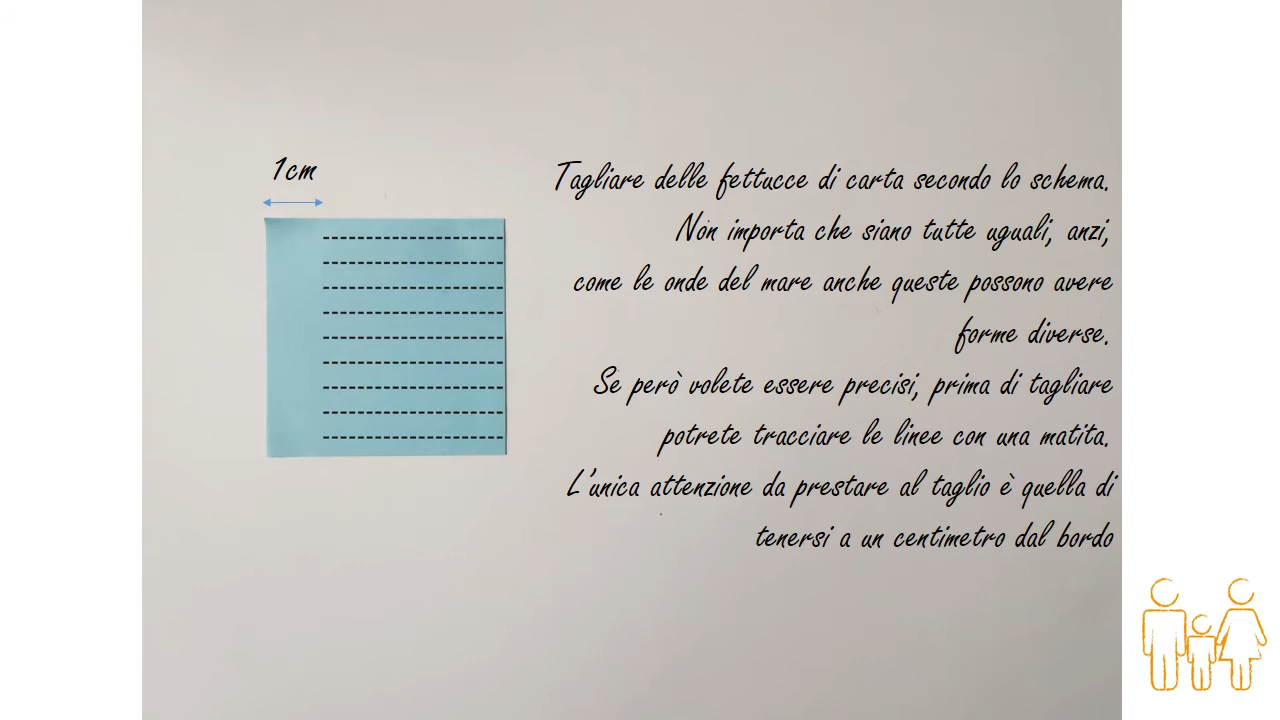 1cm
Tagliare delle fettucce di carta secondo lo schema.
Non importa che siano tutte uguali, anzi,
come le onde del mare anche queste possono avere
forme diverse.
Se però volete essere precisi, prima di tagliare
potrete tracciare le linee con una matita.
L'unica attenzione da prestare al taglio è quella di
tenersi a un centimetro dal bordo